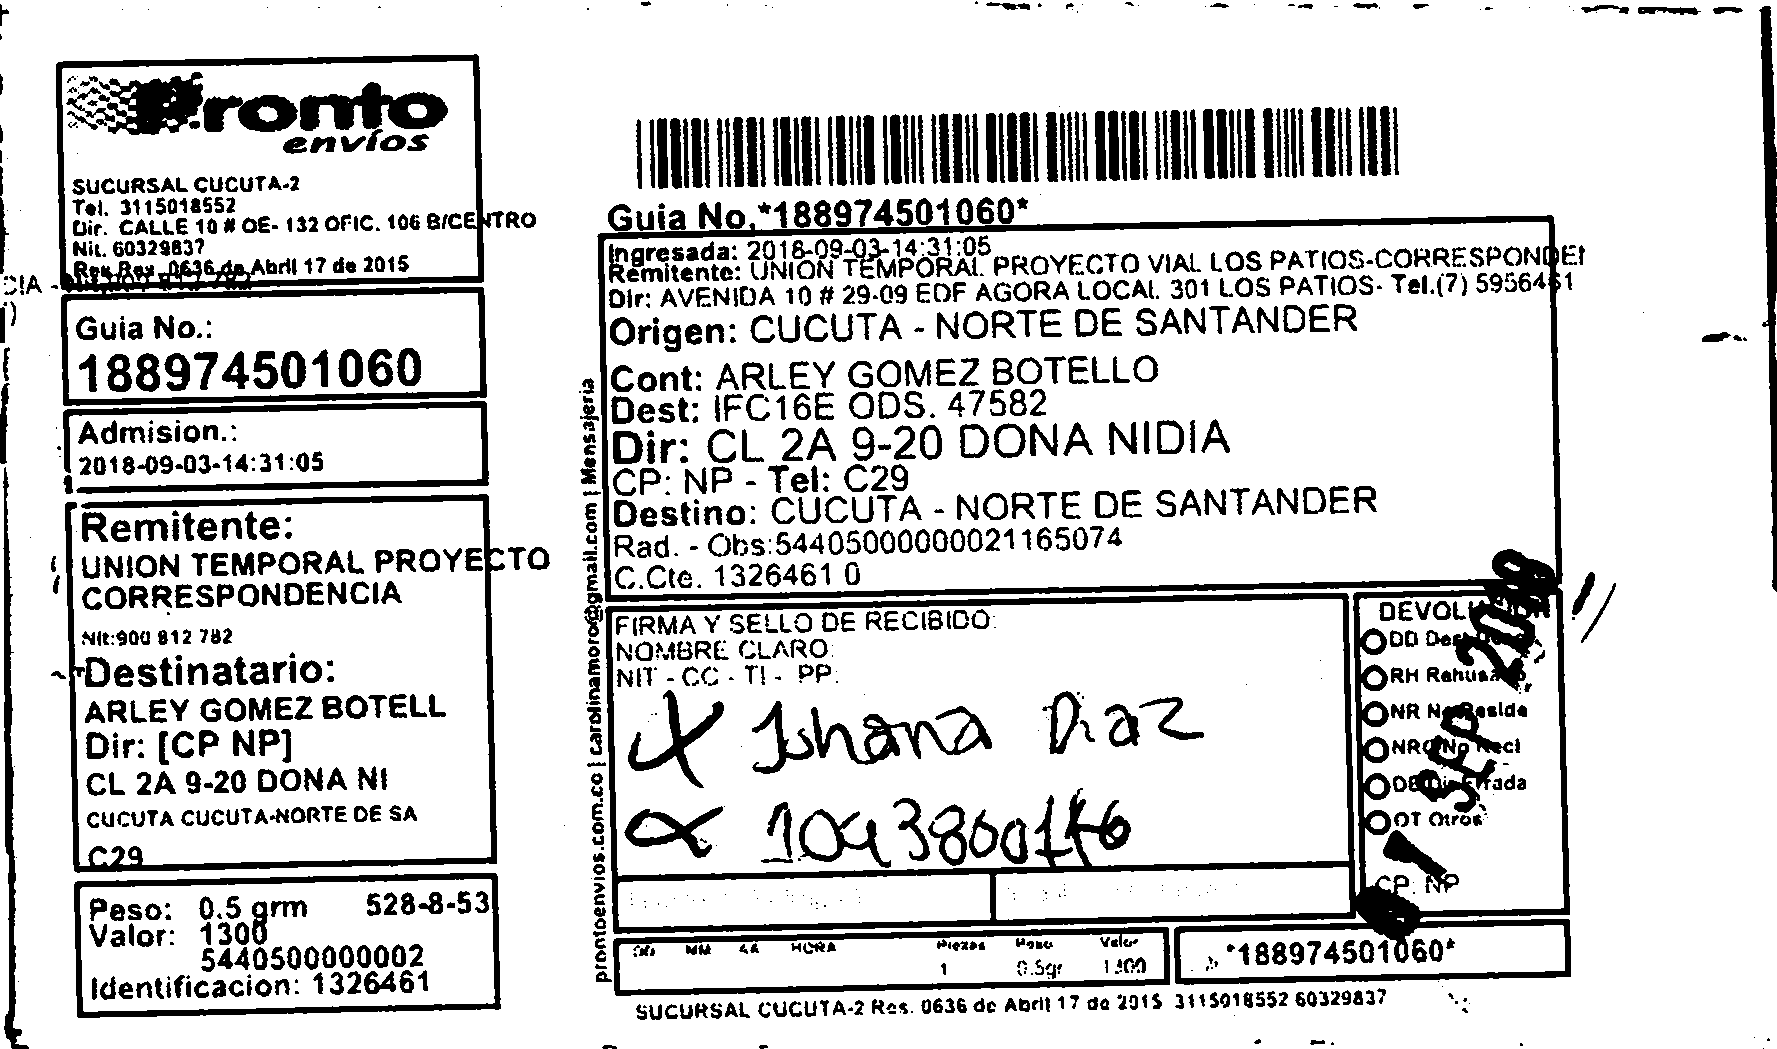 Pronto
envíos
SUCURSAL CUCUTA-2
Tel. 3115018552
Dir. CALLE 10 # OE- 132 OFIC. 106 B/CENTRO
Nit. 60329837
0636 de Abril 17 de 2015
Guia No.:
188974501060
Admision.:
2018-09-03-14:31:05
Remitente:
UNION TEMPORAL PROYECTO
CORRESPONDENCIA
Nit:900 812 782
Destinatario:
ARLEY GOMEZ BOTELL
Dir: [CP NP]
CL 2A 9-20 DONA NI
CUCUTA CUCUTA-NORTE DE SA
C29
Peso: 0.5 grm 528-8-53
Valor: 1300
5440500000002
Identificacion: 1326461
prontoenvios.com.co | carolinamoro@gmail.com | Mensajeria
Guia No.*188974501060*
Ingresada: 2018-09-03-14:31:05
Remitente: UNION TEMPORAL PROYECTO VIAL LOS PATIOS-CORRESPONDEN
Dir: AVENIDA 10 # 29-09 EDF AGORA LOCAL 301 LOS PATIOS- Tel.(7) 5956461
Origen: CUCUTA - NORTE DE SANTANDER
Cont: ARLEY GOMEZ BOTELLO
Dest: IFC16E ODS. 47582
Dir: CL 2A 9-20 DONA NIDIA
CP: NP - Tel: C29
Destino: CUCUTA - NORTE DE SANTANDER
Rad. - Obs:54405000000021165074
C.Cte. 1326461 0
FIRMA Y SELLO DE RECIBIDO:
NOMBRE CLARO:
NIT - CC - TI - PP:
Johana Diaz
DEVOLUCION
DD
RH Rehusado
NR No Reside
NRC No Recl
DE
OT Otros
CP: NP
SEP 2018
DD MM AA HORA Piezas Peso Valor
1 0.5gr 1300
*188974501060*
SUCURSAL CUCUTA-2 Res. 0636 de Abril 17 de 2015 3115018552 60329837